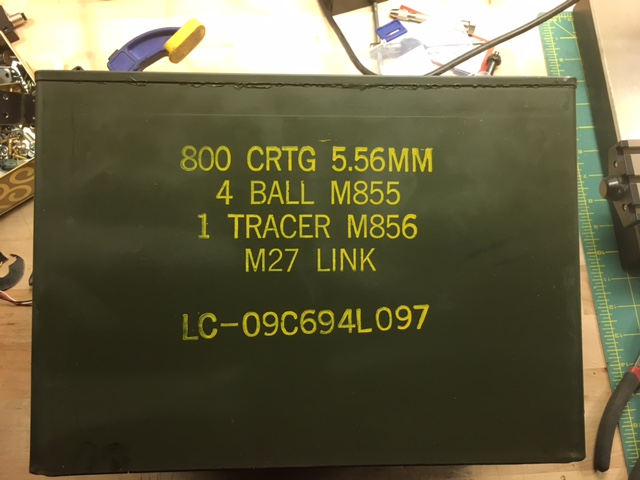 800 CRTG 5.56MM
4 BALL M855
1 TRACER M856
M27 LINK
LC-09C694L097